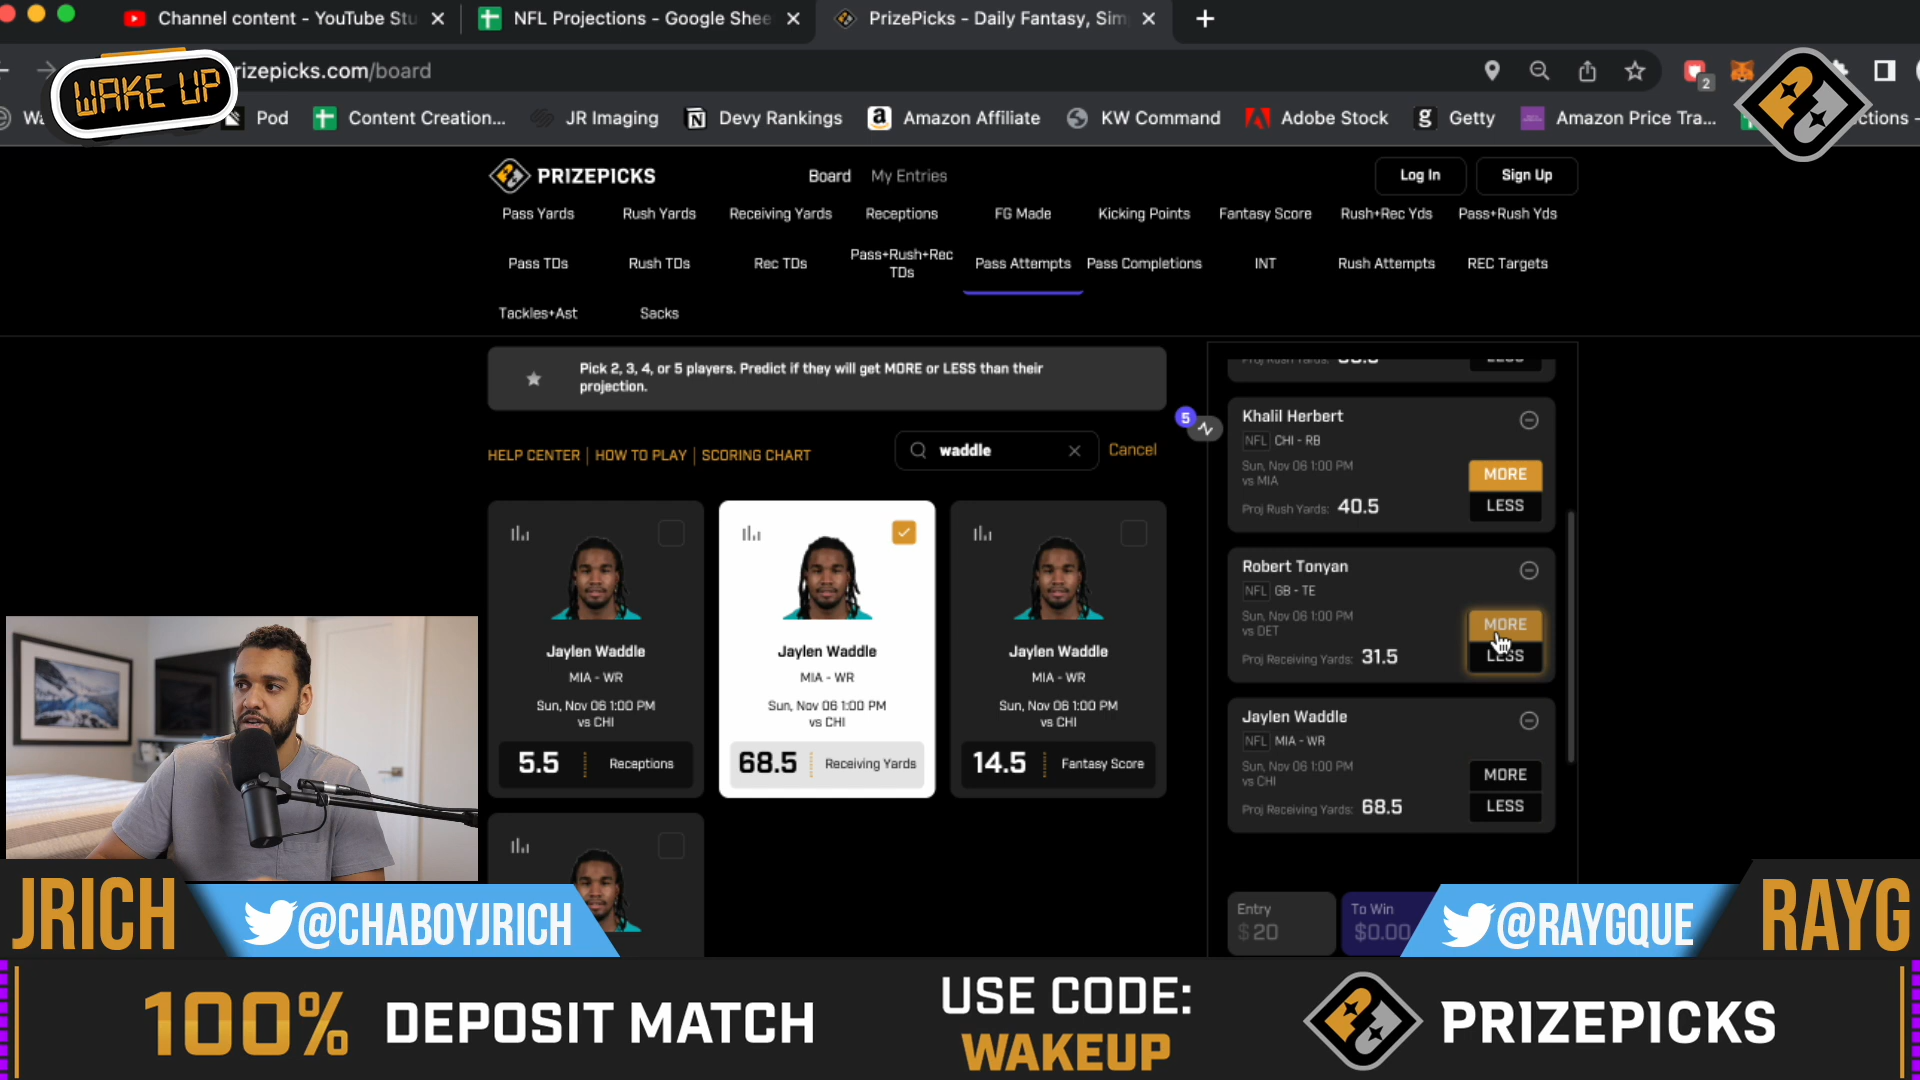 Channel content - YouTube Stu
NFL Projections - Google Shee
PrizePicks - Daily Fantasy, Sim
WAKE UP
rizepicks.com/board
2
Pod
Content Creation...
JR Imaging
Devy Rankings
Amazon Affiliate
KW Command
Adobe Stock
Getty
Amazon Price Tra...
ctions -
PRIZEPICKS
Board
My Entries
Log In
Sign Up
Pass Yards
Rush Yards
Receiving Yards
Receptions
FG Made
Kicking Points
Fantasy Score
Rush+Rec Yds
Pass+Rush Yds
Pass TDs
Rush TDs
Rec TDs
Pass+Rush+Rec
TDs
Pass Attempts
Pass Completions
INT
Rush Attempts
REC Targets
Tackles+Ast
Sacks
Pick 2, 3, 4, or 5 players. Predict if they will get MORE or LESS than their
projection.
HELP CENTER | HOW TO PLAY | SCORING CHART
waddle
Cancel
Jaylen Waddle
MIA - WR
Sun, Nov 06 1:00 PM
vs CHI
5.5
Receptions
Jaylen Waddle
MIA - WR
Sun, Nov 06 1:00 PM
vs CHI
68.5
Receiving Yards
Jaylen Waddle
MIA - WR
Sun, Nov 06 1:00 PM
vs CHI
14.5
Fantasy Score
5
Proj Rush Yards:
LESS
Khalil Herbert
NFL CHI - RB
Sun, Nov 06 1:00 PM
vs MIA
Proj Rush Yards: 40.5
MORE
LESS
Robert Tonyan
NFL GB - TE
Sun, Nov 06 1:00 PM
vs DET
Proj Receiving Yards: 31.5
MORE
LESS
Jaylen Waddle
NFL MIA - WR
Sun, Nov 06 1:00 PM
vs CHI
Proj Receiving Yards: 68.5
MORE
LESS
Entry
$ 20
To Win
$0.00
JRICH
@CHABOYJRICH
@RAYGQUE
RAYG
100% DEPOSIT MATCH
USE CODE:
WAKEUP
PRIZEPICKS